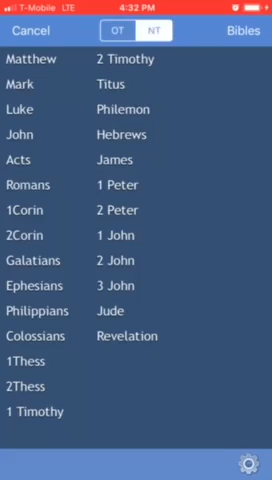 T-Mobile LTE 4:32 PM
Cancel OT NT Bibles
Matthew 2 Timothy
Mark Titus
Luke Philemon
John Hebrews
Acts James
Romans 1 Peter
1Corin 2 Peter
2Corin 1 John
Galatians 2 John
Ephesians 3 John
Philippians Jude
Colossians Revelation
1Thess
2Thess
1 Timothy